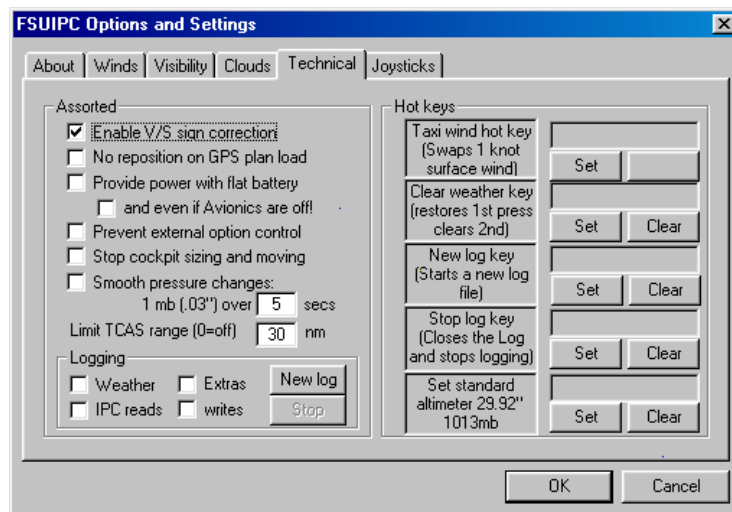 FSUIPC Options and Settings
About
Winds
Visibility
Clouds
Technical
Joysticks
Assorted
Enable V/S sign correction
No reposition on GPS plan load
Provide power with flat battery
and even if Avionics are off!
Prevent external option control
Stop cockpit sizing and moving
Smooth pressure changes:
1 mb (.03") over 5 secs
Limit TCAS range (0=off) 30 nm
Logging
Weather
Extras
New log
IPC reads
writes
Stop
Hot keys
Taxi wind hot key
(Swaps 1 knot
surface wind)
Set
Clear weather key
(restores 1st press
clears 2nd)
Set
Clear
New log key
(Starts a new log
file)
Set
Clear
Stop log key
(Closes the Log
and stops logging)
Set
Clear
Set standard
altimeter 29.92"
1013mb
Set
Clear
OK
Cancel